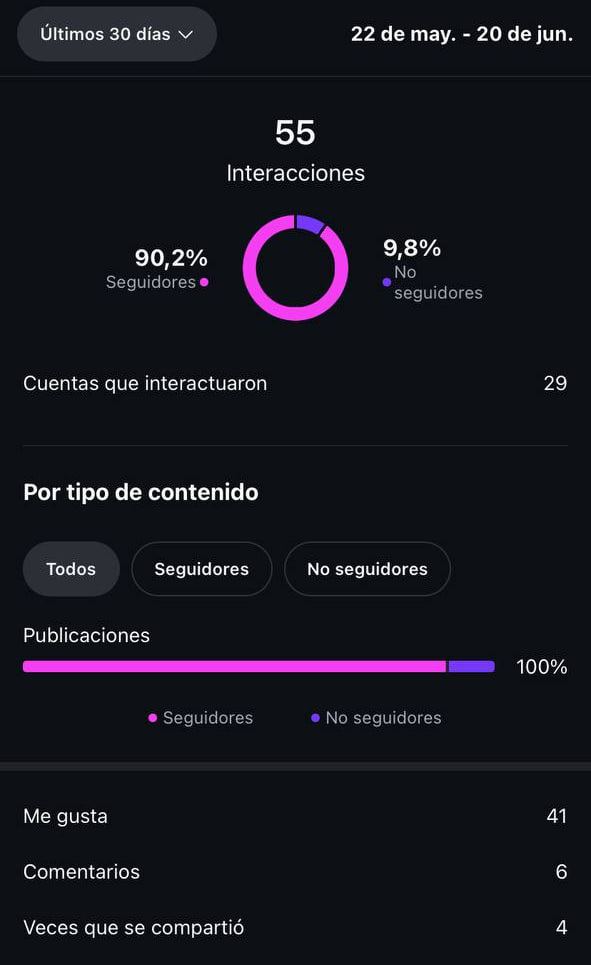 Últimos 30 días
22 de may. - 20 de jun.
55
Interacciones
90,2%
Seguidores
9,8%
No
seguidores
Cuentas que interactuaron 29
Por tipo de contenido
Todos Seguidores No seguidores
Publicaciones
100%
Seguidores No seguidores
Me gusta 41
Comentarios 6
Veces que se compartió 4